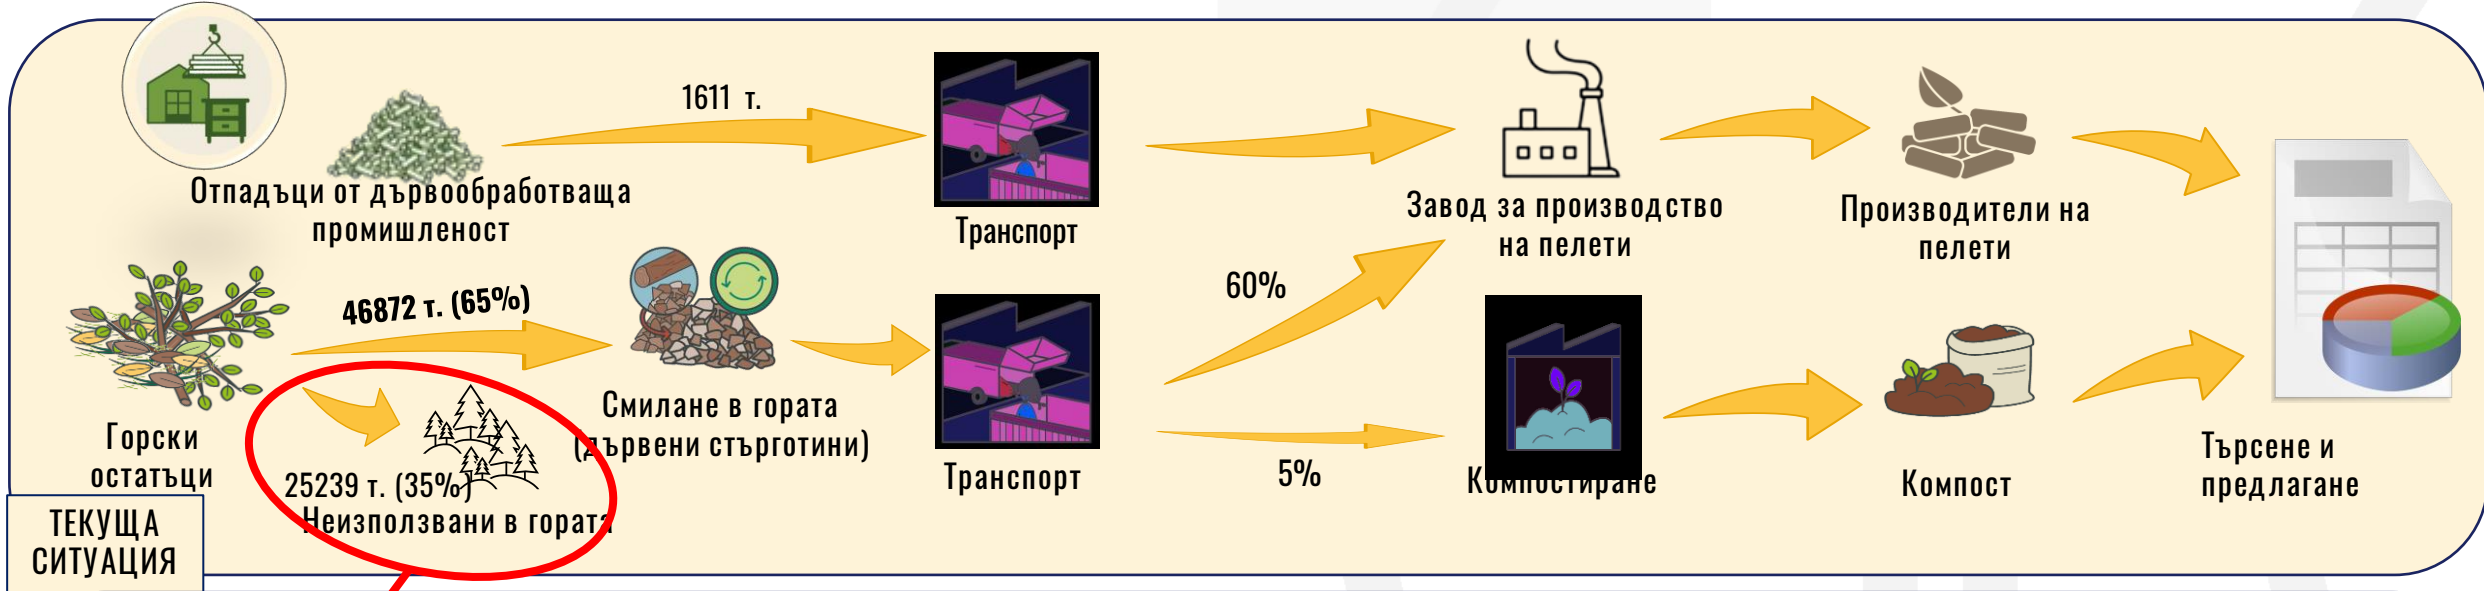 1611 т.
Отпадъци от дървообработваща
промишленост
Транспорт
Завод за производство
на пелети
Производители на
пелети
46872 т. (65%)
60%
Горски
остатъци
25239 т. (35%)
Неизползвани в гората
Смилане в гората
(дървени стърготини)
Транспорт
5%
Компостиране
Компост
Търсене и
предлагане
ТЕКУЩА
СИТУАЦИЯ